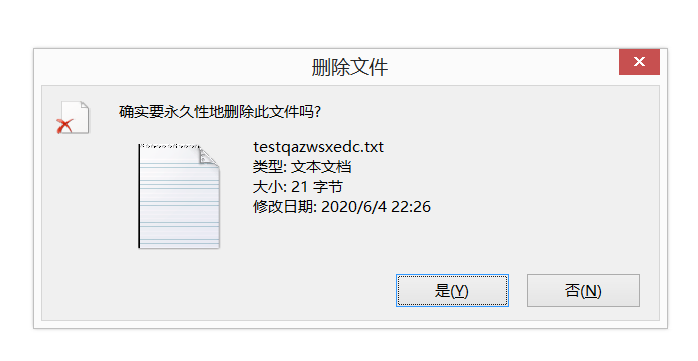 删除文件
确实要永久性地删除此文件吗?
testqazwsxedc.txt
类型: 文本文档
大小: 21 字节
修改日期: 2020/6/4 22:26
是(Y)
否(N)